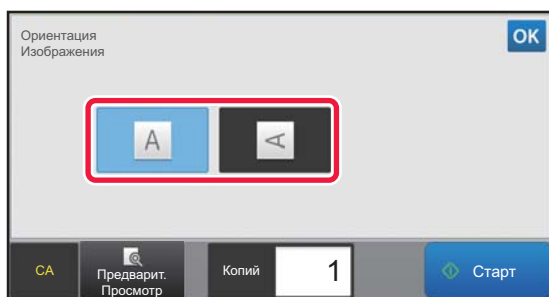 Ориентация
Изображения
OK
A
A
CA
Предварит.
Просмотр
Копий
1
Старт